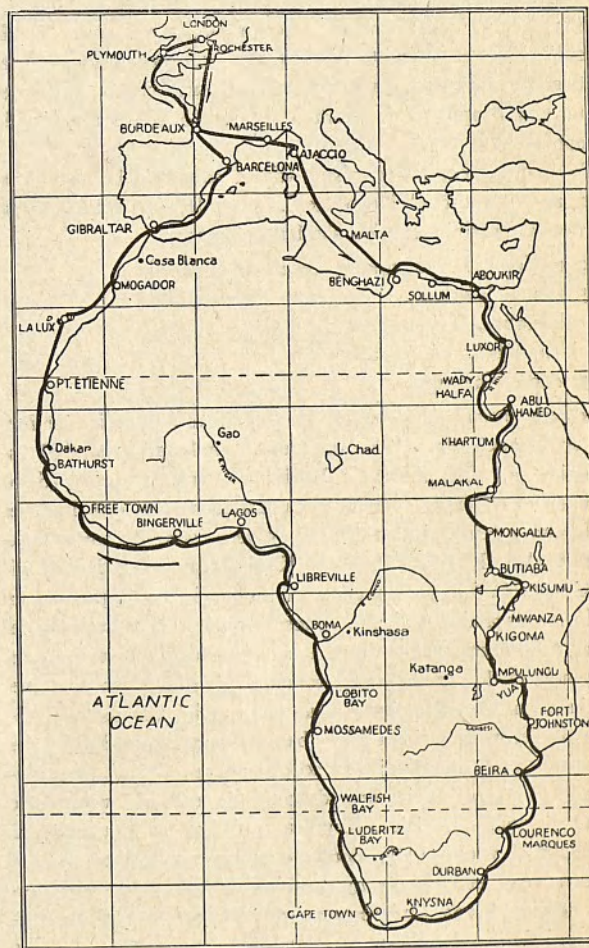 LONDON
PLYMOUTH
ROCHESTER
BORDEAUX
MARSEILLES
AJACCIO
BARCELONA
GIBRALTAR
MALTA
Casa Blanca
BENGHAZI
ABOUKIR
SOLLUM
MOGADOR
LA LUX
LUXOR
PT. ETIENNE
WADY
HALFA
R. NILE
ABU
HAMED
Gao
Dakar
L.Chad
KHARTUM
BATHURST
R. NIGER
MALAKAL
FREE TOWN
LAGOS
BINGERVILLE
MONGALLA
BUTIABA
LIBREVILLE
KISUMU
R. CONGO
MWANZA
BOMA
Kinshasa
KIGOMA
Katanga
MPULUNGU
YUA
ATLANTIC
OCEAN
LOBITO
BAY
FORT
JOHNSTON
MOSSAMEDES
BEIRA
WALFISH
BAY
LUDERITZ
BAY
LOURENCO
MARQUES
DURBAN
CAPE TOWN
KNYSNA